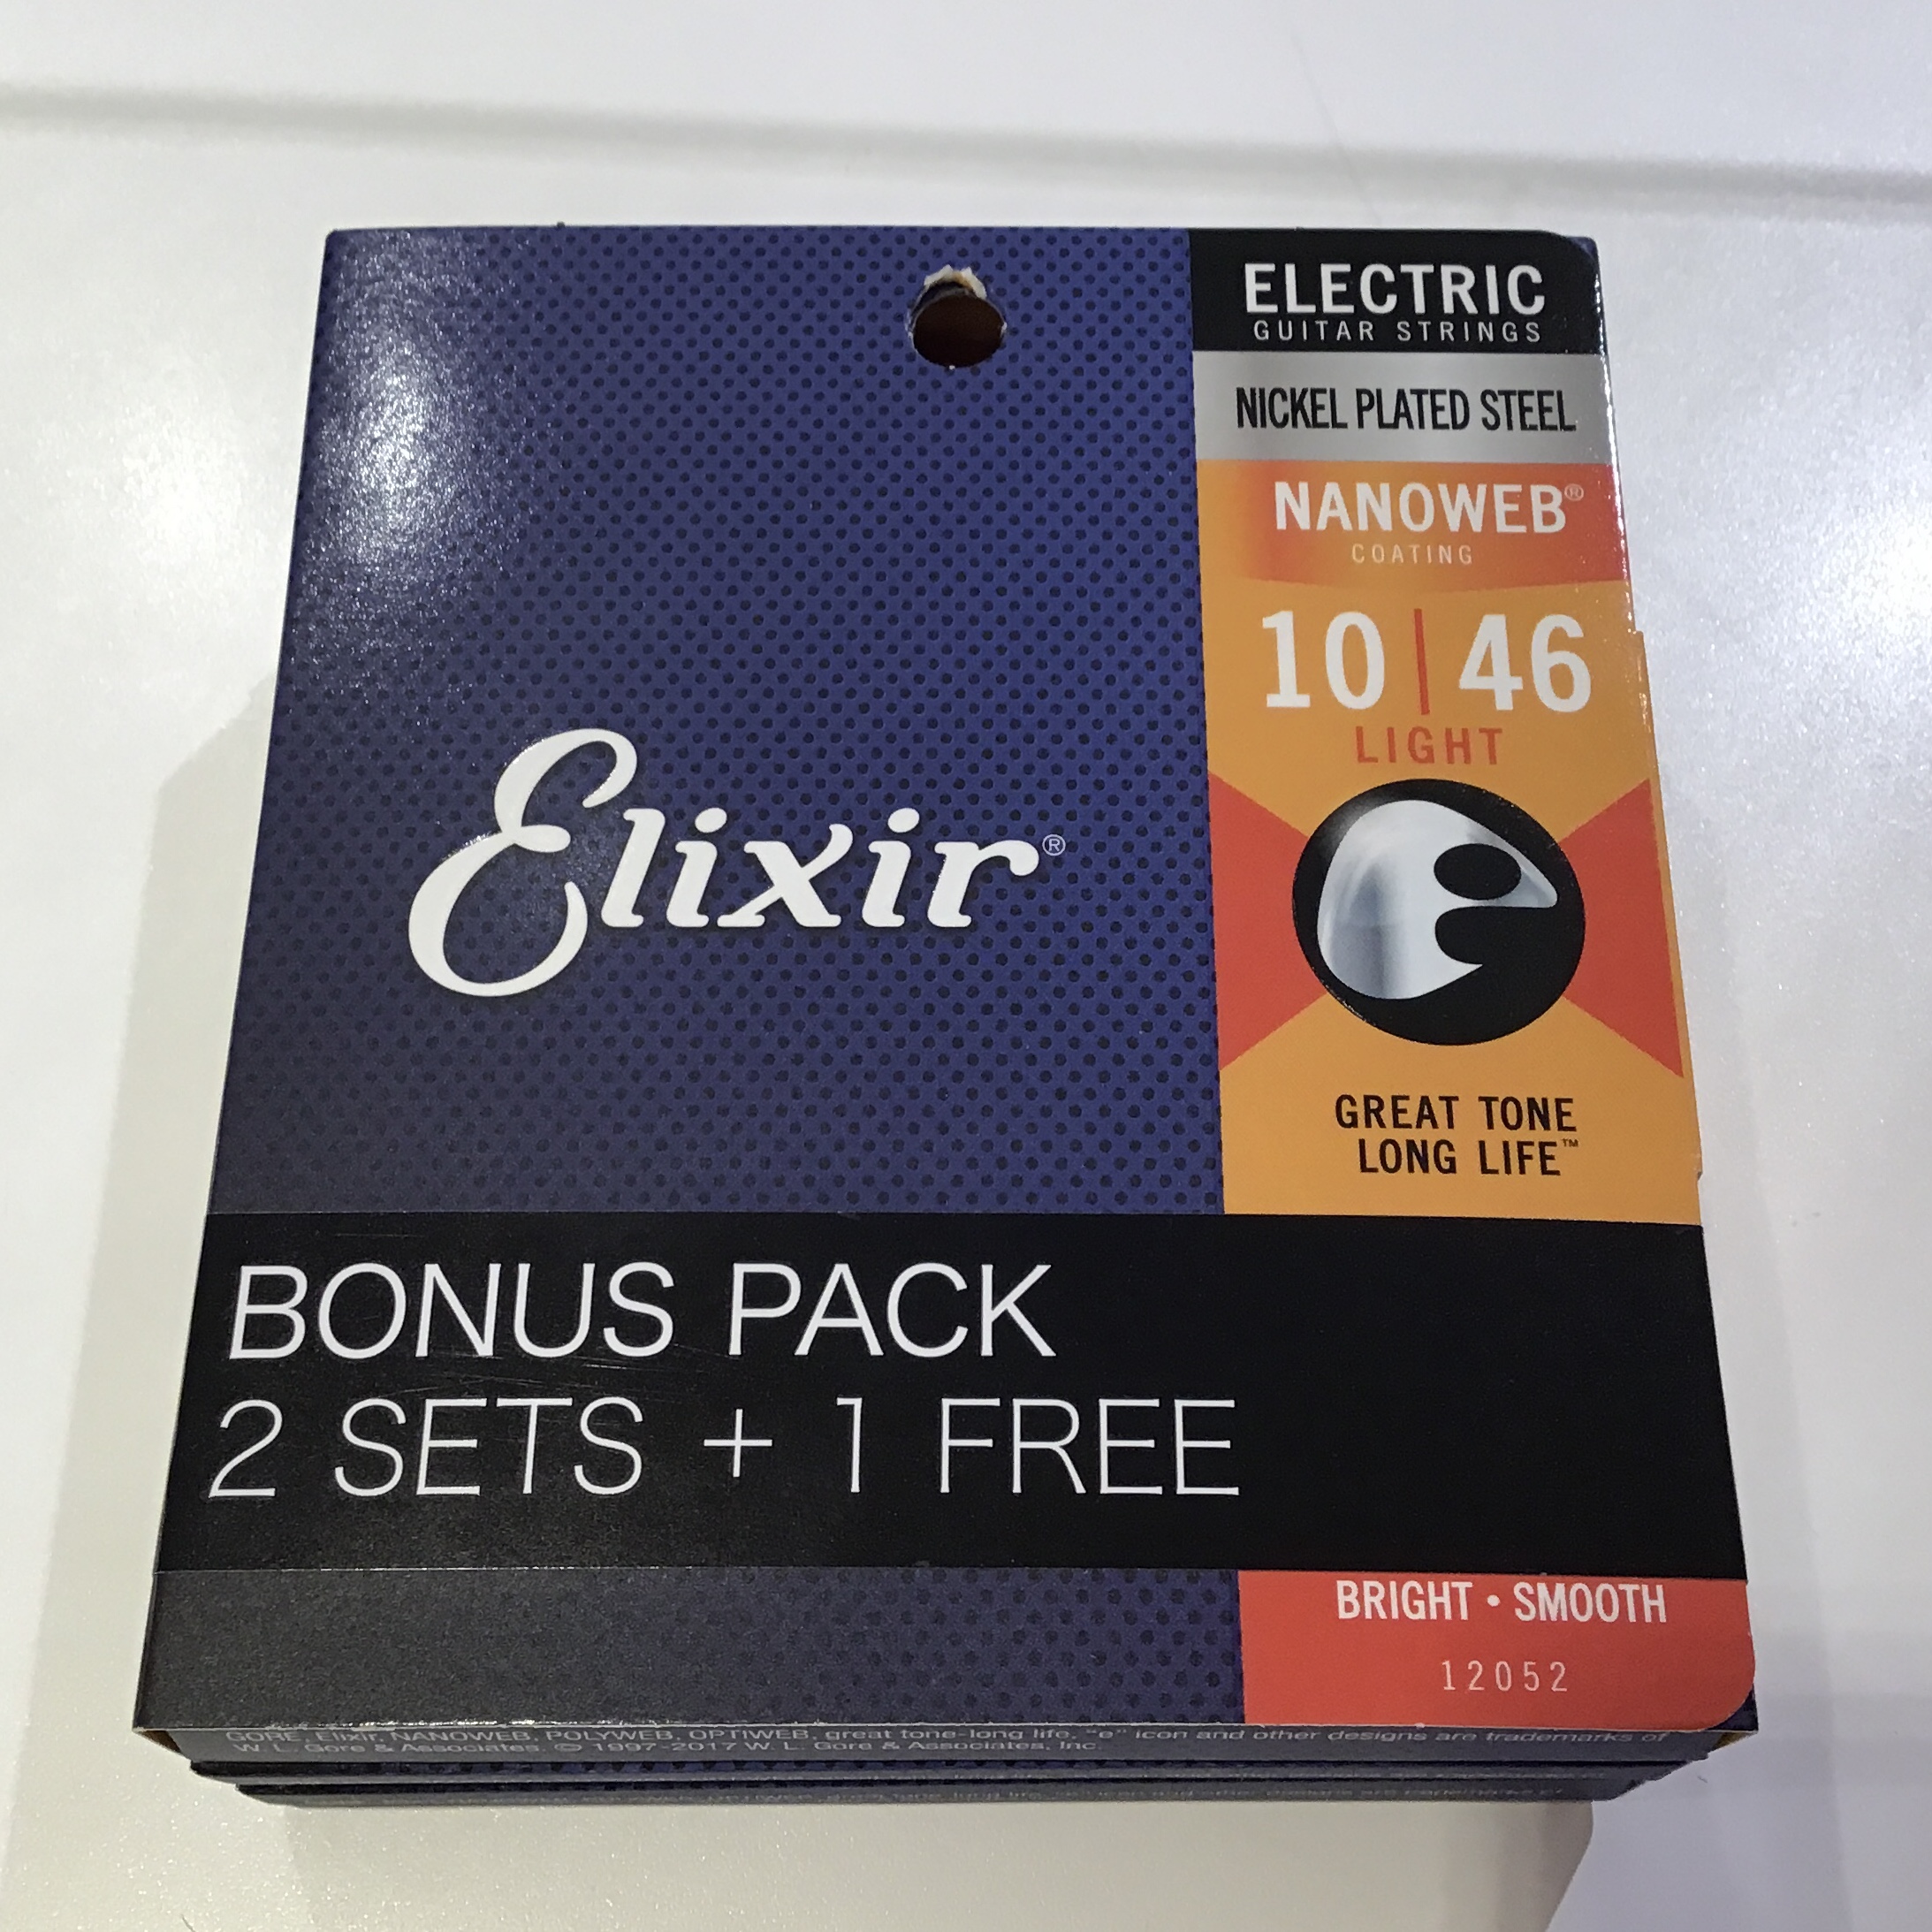 ELECTRIC
GUITAR STRINGS
NICKEL PLATED STEEL
NANOWEB®
COATING
10 | 46
LIGHT
Elixir®
GREAT TONE
LONG LIFE™
BONUS PACK
2 SETS + 1 FREE
BRIGHT • SMOOTH
12052
GORE, Elixir, NANOWEB, POLYWEB, OPTIWEB, great tone-long life, "e" icon and other designs are trademarks of
W. L. Gore & Associates. © 1997-2017 W. L. Gore & Associates, Inc.